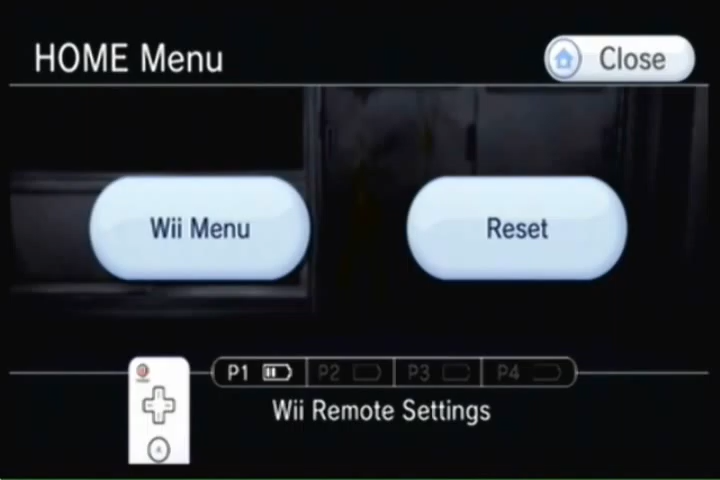 HOME Menu
Close
Wii Menu
Reset
P1 P2 P3 P4
Wii Remote Settings